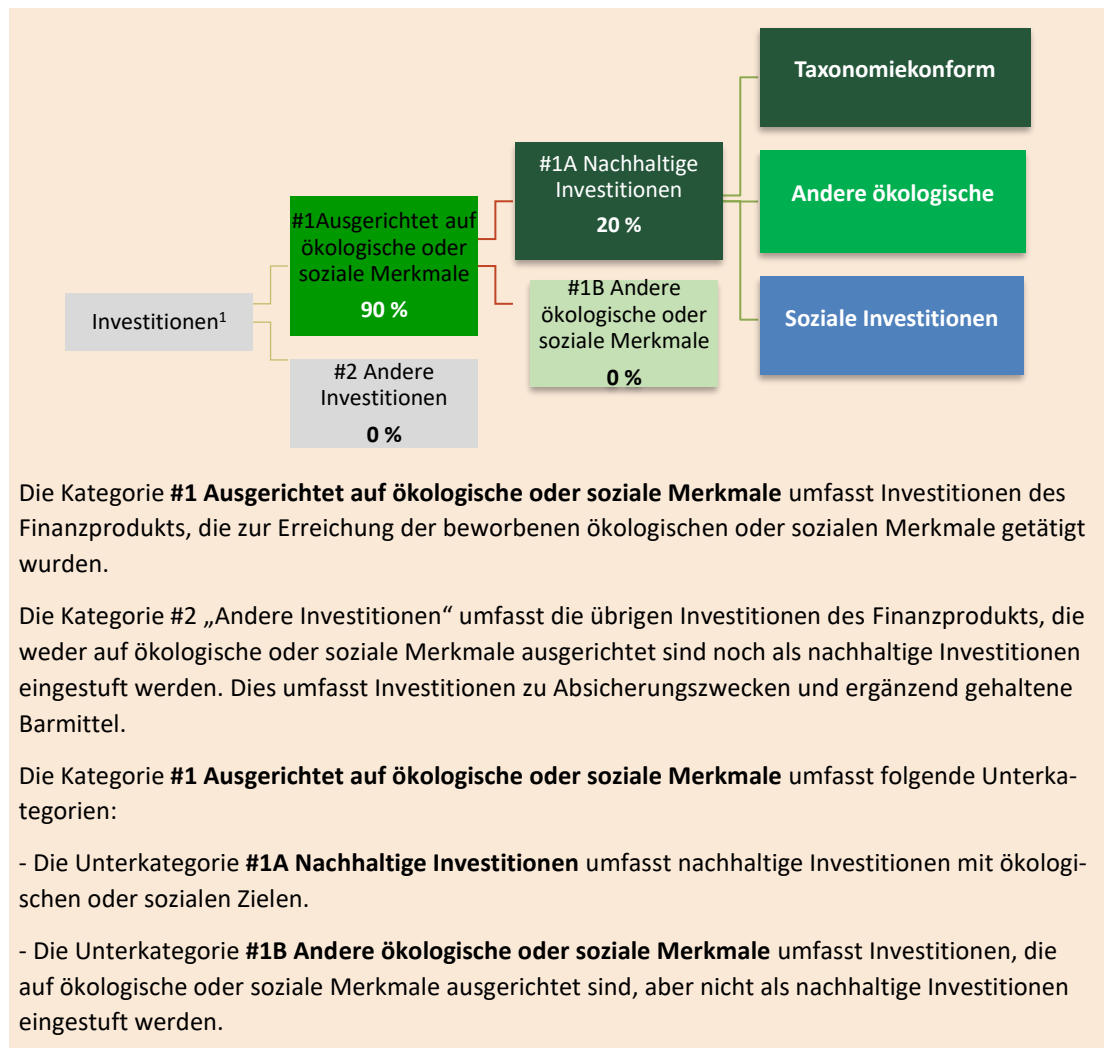 Taxonomiekonform
#1A Nachhaltige
Investitionen
20 %
Andere ökologische
#1Ausgerichtet auf
ökologische oder
soziale Merkmale
90 %
#1B Andere
ökologische oder
soziale Merkmale
0 %
Soziale Investitionen
Investitionen¹
#2 Andere
Investitionen
0 %
Die Kategorie #1 Ausgerichtet auf ökologische oder soziale Merkmale umfasst Investitionen des
Finanzprodukts, die zur Erreichung der beworbenen ökologischen oder sozialen Merkmale getätigt
wurden.
Die Kategorie #2 „Andere Investitionen“ umfasst die übrigen Investitionen des Finanzprodukts, die
weder auf ökologische oder soziale Merkmale ausgerichtet sind noch als nachhaltige Investitionen
eingestuft werden. Dies umfasst Investitionen zu Absicherungszwecken und ergänzend gehaltene
Barmittel.
Die Kategorie #1 Ausgerichtet auf ökologische oder soziale Merkmale umfasst folgende Unterka-
tegorien:
- Die Unterkategorie #1A Nachhaltige Investitionen umfasst nachhaltige Investitionen mit ökologi-
schen oder sozialen Zielen.
- Die Unterkategorie #1B Andere ökologische oder soziale Merkmale umfasst Investitionen, die
auf ökologische oder soziale Merkmale ausgerichtet sind, aber nicht als nachhaltige Investitionen
eingestuft werden.